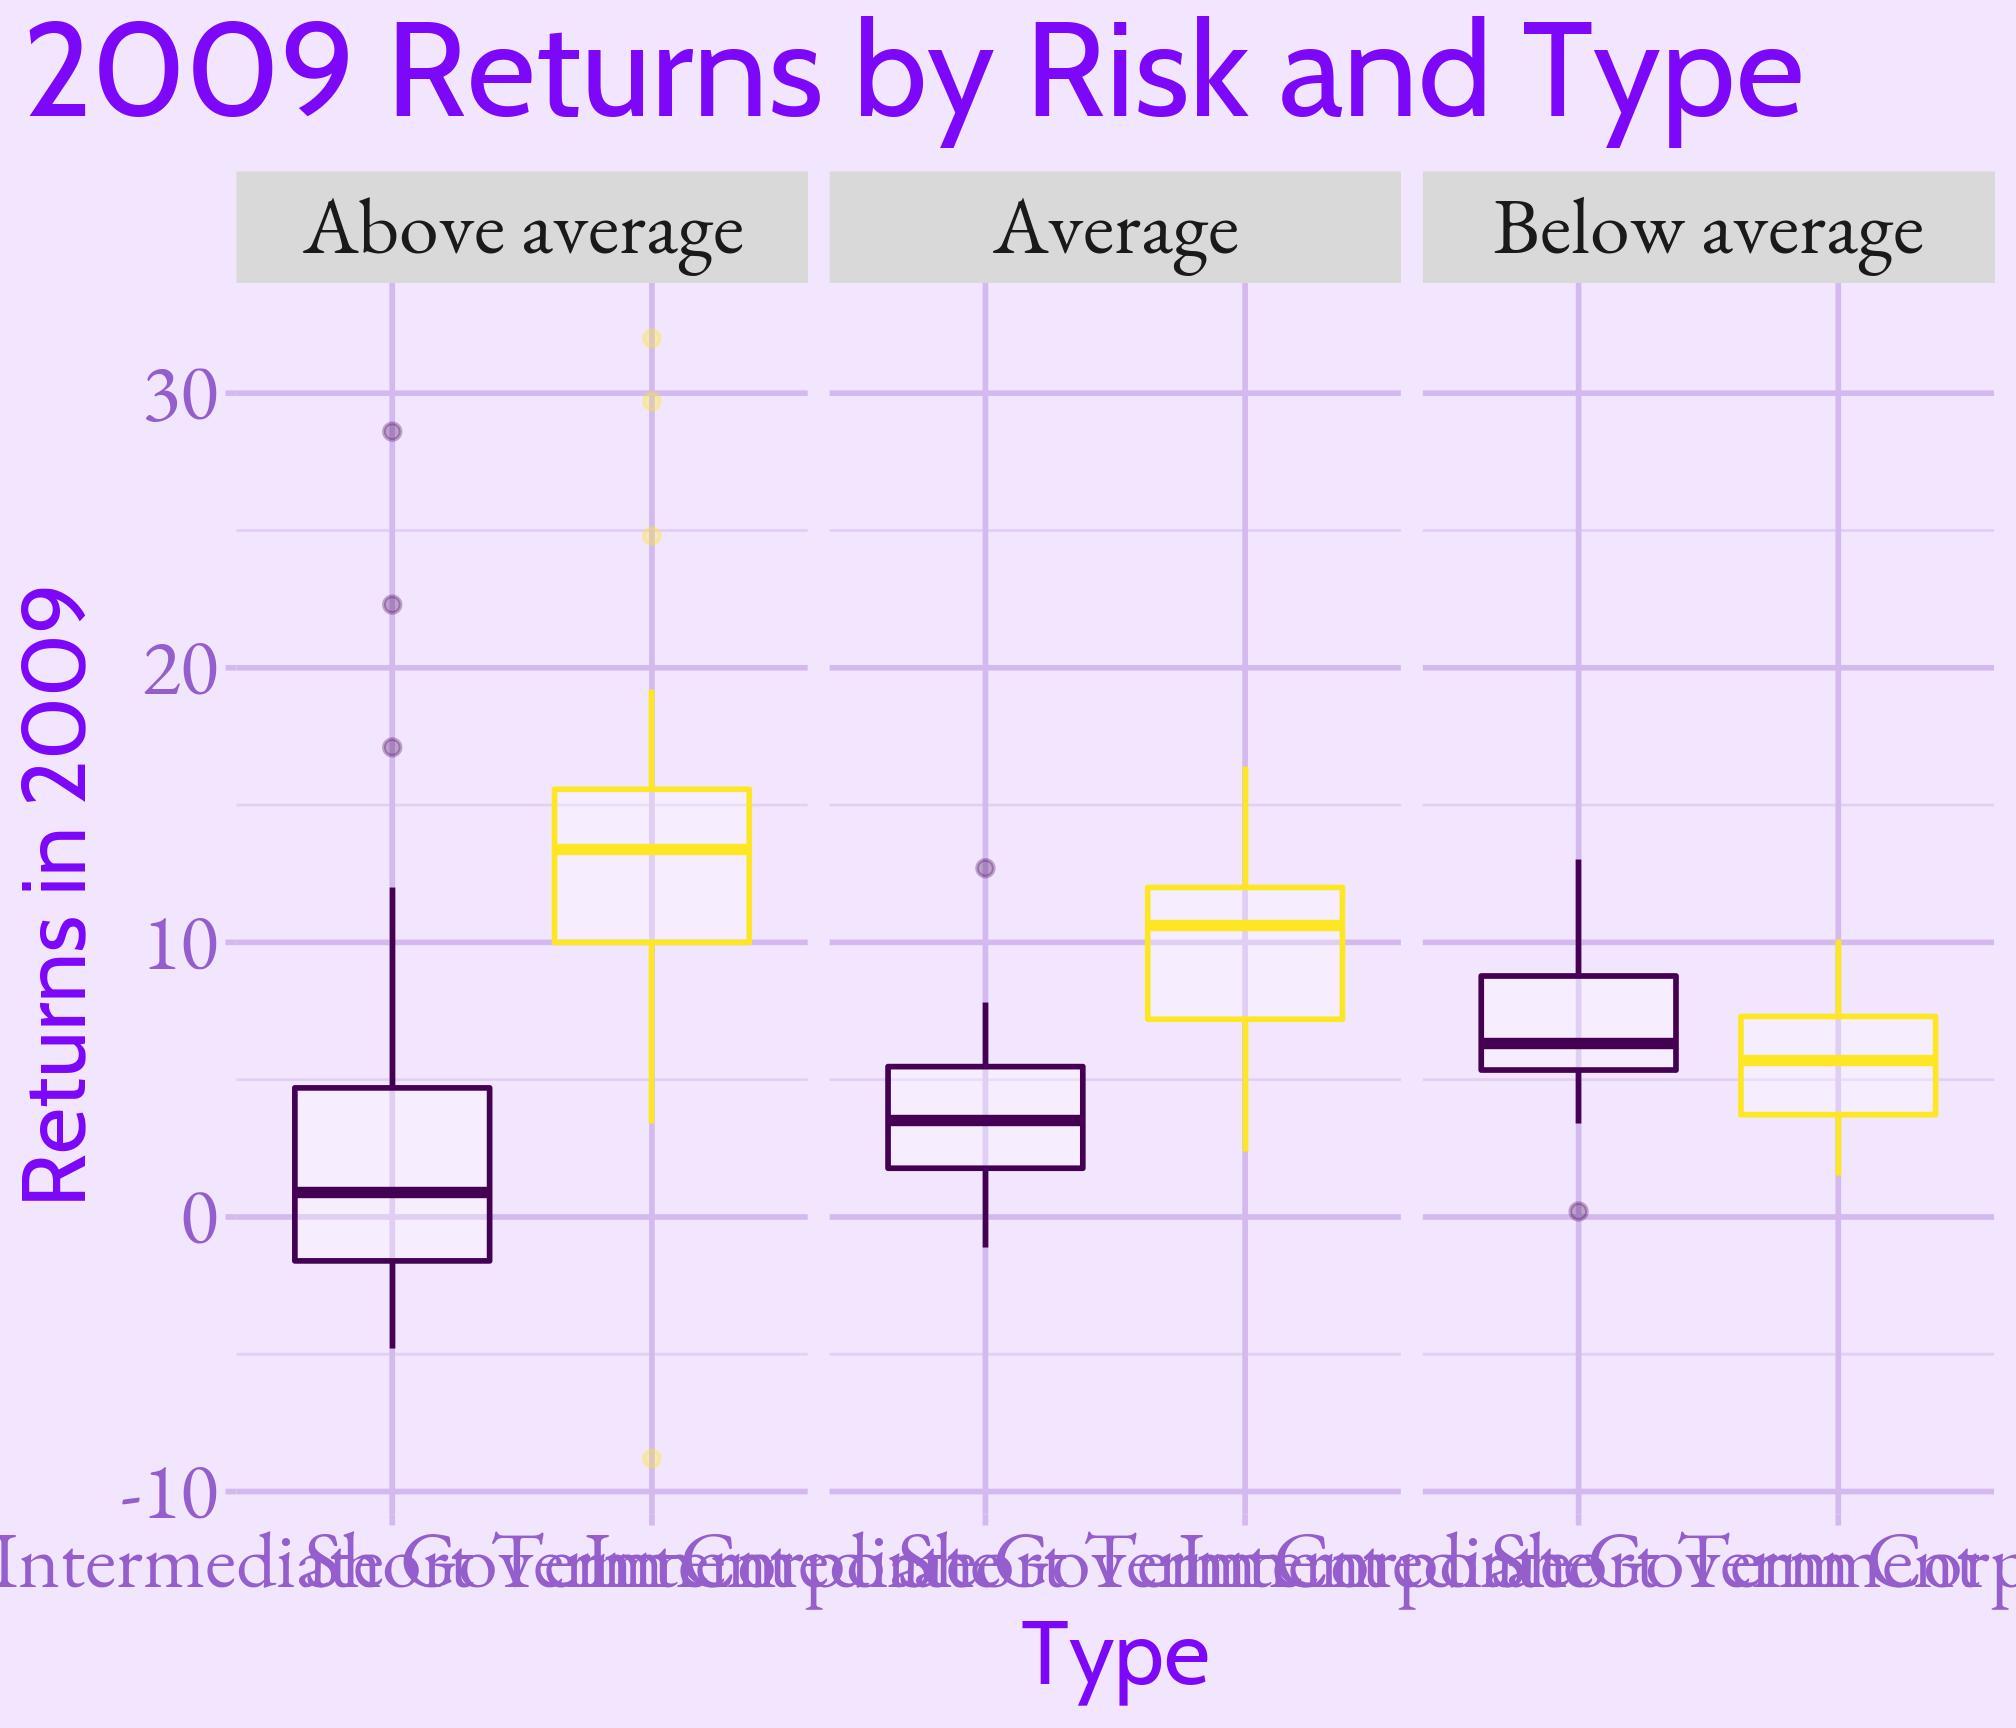 2009 Returns by Risk and Type
Above average
Average
Below average
30
20
10
0
-10
Returns in 2009
Intermediate Government Short Term Corporate Intermediate Government Short Term Corporate Intermediate Government Short Term Corp
Type